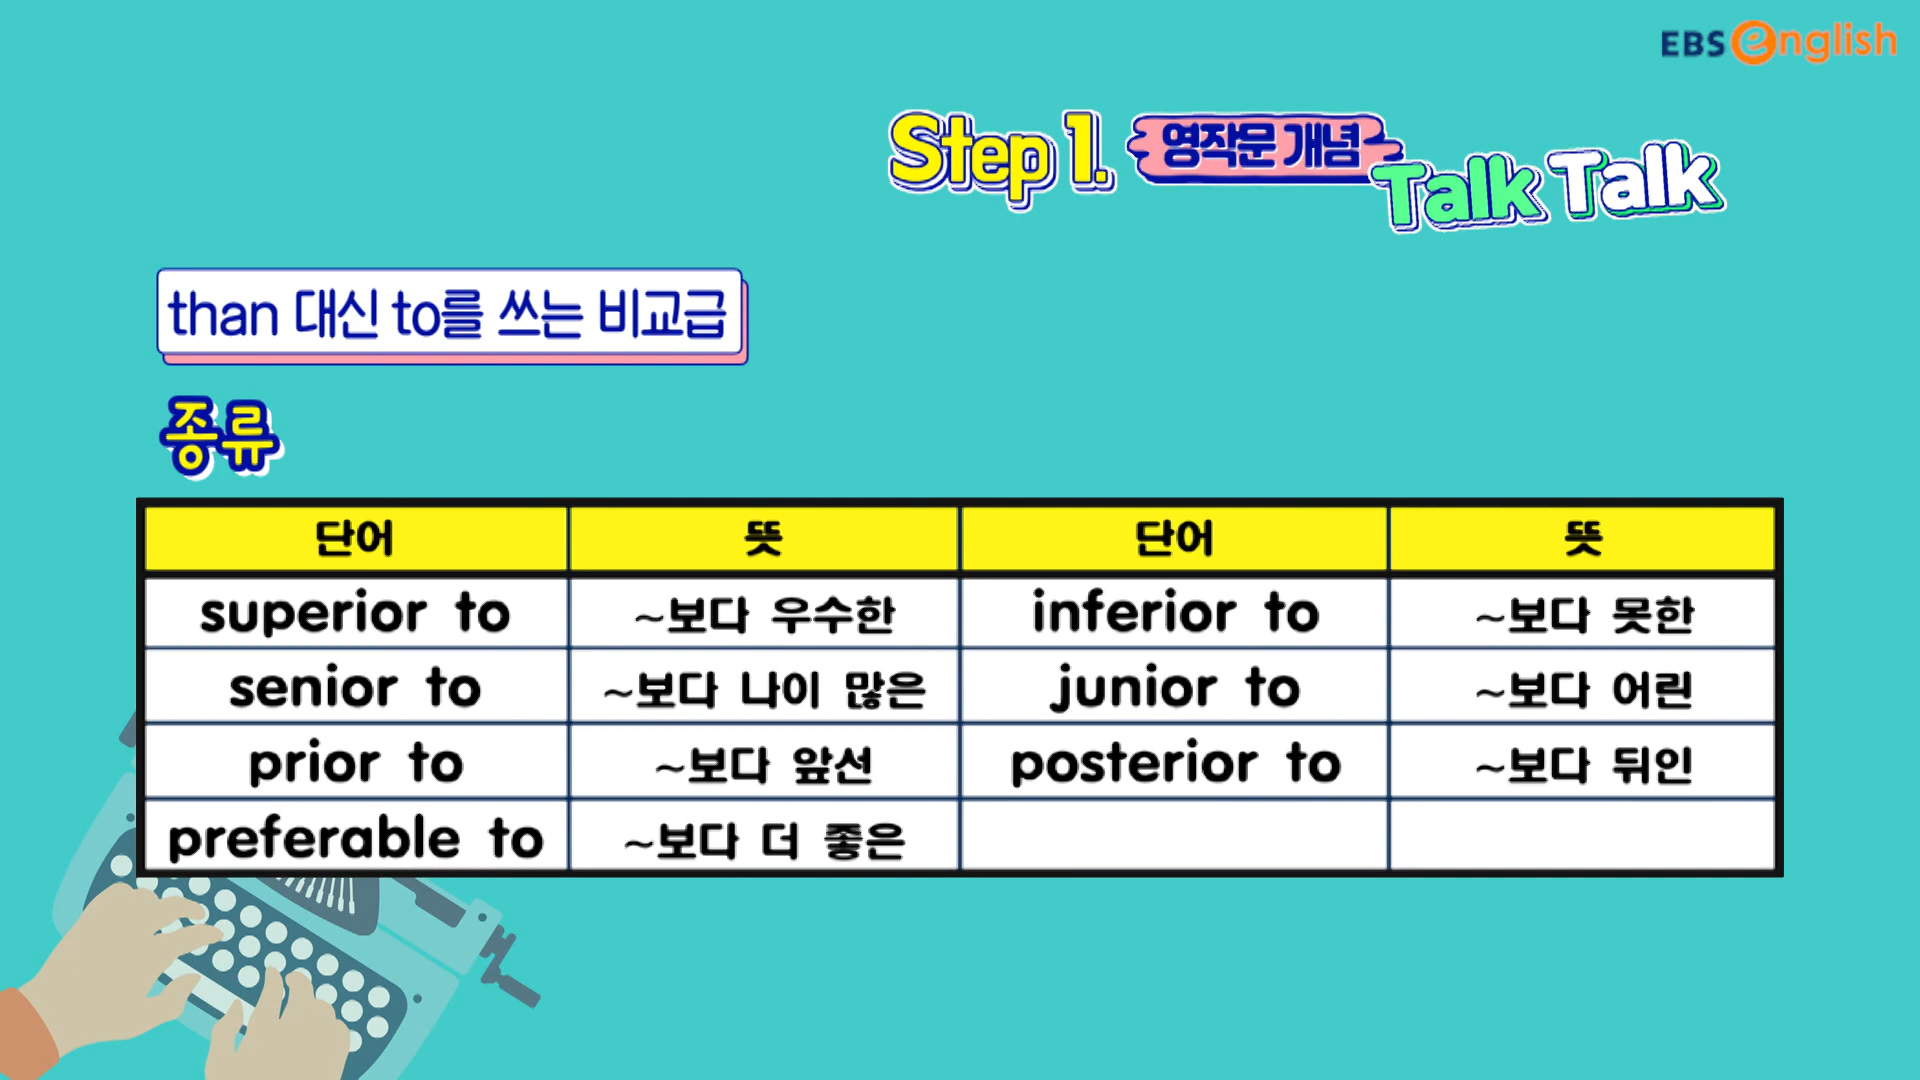 EBS english
Step 1. 영작문 개념 Talk Talk
than 대신 to를 쓰는 비교급
종류
단어 뜻 단어 뜻
superior to ~보다 우수한 inferior to ~보다 못한
senior to ~보다 나이 많은 junior to ~보다 어린
prior to ~보다 앞선 posterior to ~보다 뒤인
preferable to ~보다 더 좋은